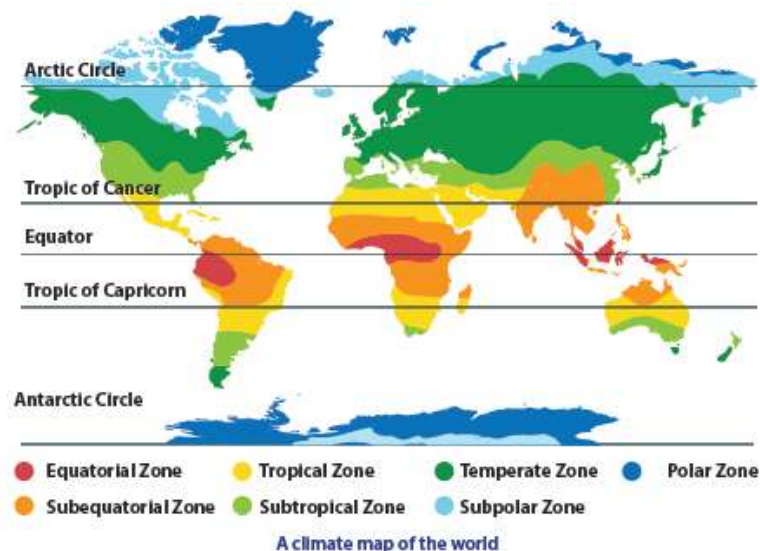 Arctic Circle
Tropic of Cancer
Equator
Tropic of Capricorn
Antarctic Circle
Equatorial Zone Tropical Zone Temperate Zone Polar Zone
Subequatorial Zone Subtropical Zone Subpolar Zone
A climate map of the world